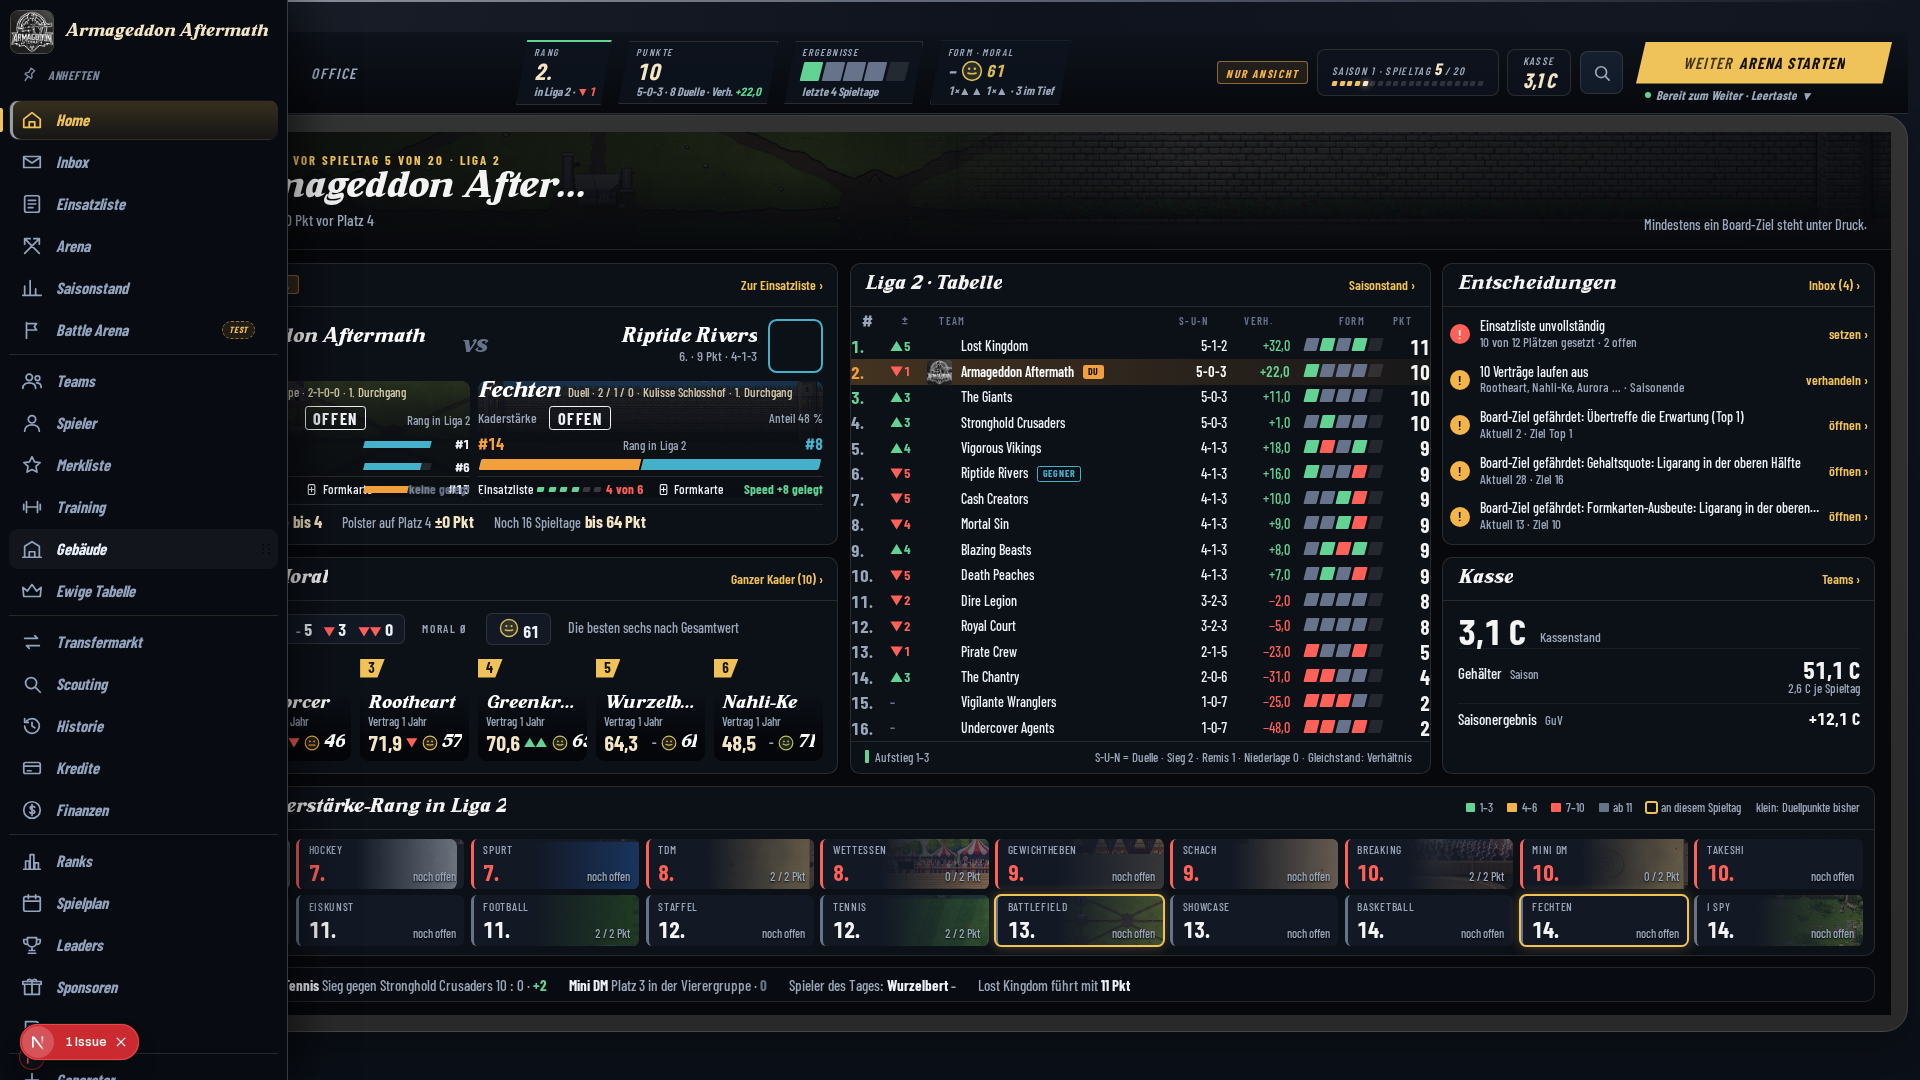 Armageddon Aftermath
ANHEFTEN
Home
Inbox
Einsatzliste
Arena
Saisonstand
Battle Arena TEST
Teams
Spieler
Merkliste
Training
Gebäude
Ewige Tabelle
Transfermarkt
Scouting
Historie
Kredite
Finanzen
Ranks
Spielplan
Leaders
Sponsoren
1 Issue
OFFICE
RANG
2.
in Liga 2 · ▼ 1
PUNKTE
10
5-0-3 · 8 Duelle · Verh. +22,0
ERGEBNISSE
letzte 4 Spieltage
FORM · MORAL
– 61
1×▲▲ 1×▲ · 3 im Tief
NUR ANSICHT
SAISON 1 · SPIELTAG 5 / 20
KASSE
3,1 C
WEITER ARENA STARTEN
Bereit zum Weiter · Leertaste ▼
VOR SPIELTAG 5 VON 20 · LIGA 2
nageddon After...
Pkt vor Platz 4
Mindestens ein Board-Ziel steht unter Druck.
Zur Einsatzliste ›
don Aftermath
VS
Riptide Rivers
6. · 9 Pkt · 4-1-3
2-1-0-0 · 1. Durchgang
OFFEN
Rang in Liga 2
#1
#6
#13
Formkarte
keine gelegt
Fechten Duell · 2 / 1 / 0 · Kulisse Schlosshof · 1. Durchgang
Kaderstärke OFFEN Anteil 48 %
#14 Rang in Liga 2 #8
Einsatzliste 4 von 6 Formkarte Speed +8 gelegt
bis 4 Polster auf Platz 4 ±0 Pkt Noch 16 Spieltage bis 64 Pkt
Moral
Ganzer Kader (10) ›
- 5 ▼ 3 ▼▼ 0 MORAL Ø 61 Die besten sechs nach Gesamtwert
orcer
1 Jahr
▼ 46
3
Rootheart
Vertrag 1 Jahr
71,9 ▼ 57
4
Greenkr...
Vertrag 1 Jahr
70,6 ▲▲
5
Wurzelb...
Vertrag 1 Jahr
64,3 - 61
6
Nahli-Ke
Vertrag 1 Jahr
48,5 - 71
Liga 2 · Tabelle
Saisonstand ›
# ± TEAM S-U-N VERH. FORM PKT
1. ▲5 Lost Kingdom 5-1-2 +32,0 11
2. ▼1 Armageddon Aftermath DU 5-0-3 +22,0 10
3. ▲3 The Giants 5-0-3 +11,0 10
4. ▲3 Stronghold Crusaders 5-0-3 +1,0 10
5. ▲4 Vigorous Vikings 4-1-3 +18,0 9
6. ▼5 Riptide Rivers GEGNER 4-1-3 +16,0 9
7. ▼5 Cash Creators 4-1-3 +10,0 9
8. ▼4 Mortal Sin 4-1-3 +9,0 9
9. ▲4 Blazing Beasts 4-1-3 +8,0 9
10. ▼5 Death Peaches 4-1-3 +7,0 9
11. ▼2 Dire Legion 3-2-3 −2,0 8
12. ▼2 Royal Court 3-2-3 −5,0 8
13. ▼1 Pirate Crew 2-1-5 −23,0 5
14. ▲3 The Chantry 2-0-6 −31,0 4
15. - Vigilante Wranglers 1-0-7 −25,0 2
16. - Undercover Agents 1-0-7 −48,0 2
Aufstieg 1–3
S-U-N = Duelle · Sieg 2 · Remis 1 · Niederlage 0 · Gleichstand: Verhältnis
Entscheidungen
Inbox (4) ›
Einsatzliste unvollständig
10 von 12 Plätzen gesetzt · 2 offen
setzen ›
10 Verträge laufen aus
Rootheart, Nahli-Ke, Aurora ... · Saisonende
verhandeln ›
Board-Ziel gefährdet: Übertreffe die Erwartung (Top 1)
Aktuell 2 · Ziel Top 1
öffnen ›
Board-Ziel gefährdet: Gehaltsquote: Ligarang in der oberen Hälfte
Aktuell 28 · Ziel 16
öffnen ›
Board-Ziel gefährdet: Formkarten-Ausbeute: Ligarang in der oberen...
Aktuell 13 · Ziel 10
öffnen ›
Kasse
Teams ›
3,1 C Kassenstand
Gehälter Saison 51,1 C
2,6 C je Spieltag
Saisonergebnis GuV +12,1 C
erstärke-Rang in Liga 2
1–3 4–6 7–10 ab 11 an diesem Spieltag klein: Duellpunkte bisher
HOCKEY
7. noch offen
SPURT
7. noch offen
TDM
8. 2 / 2 Pkt
WETTESSEN
8. 0 / 2 Pkt
GEWICHTHEBEN
9. noch offen
SCHACH
9. noch offen
BREAKING
10. 2 / 2 Pkt
MINI DM
10. 0 / 2 Pkt
TAKESHI
10. noch offen
EISKUNST
11. noch offen
FOOTBALL
11. 2 / 2 Pkt
STAFFEL
12. noch offen
TENNIS
12. 2 / 2 Pkt
BATTLEFIELD
13. noch offen
SHOWCASE
13. noch offen
BASKETBALL
14. noch offen
FECHTEN
14. noch offen
I SPY
14. noch offen
Tennis Sieg gegen Stronghold Crusaders 10 : 0 · +2 Mini DM Platz 3 in der Vierergruppe · 0 Spieler des Tages: Wurzelbert – Lost Kingdom führt mit 11 Pkt